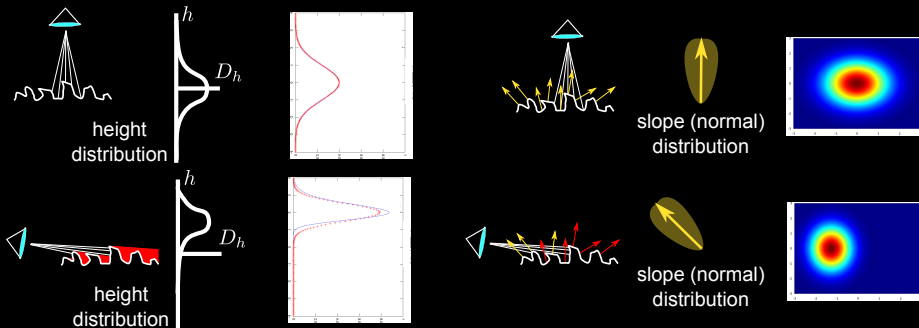 h
D_h
height
distribution
slope (normal)
distribution
h
D_h
height
distribution
slope (normal)
distribution